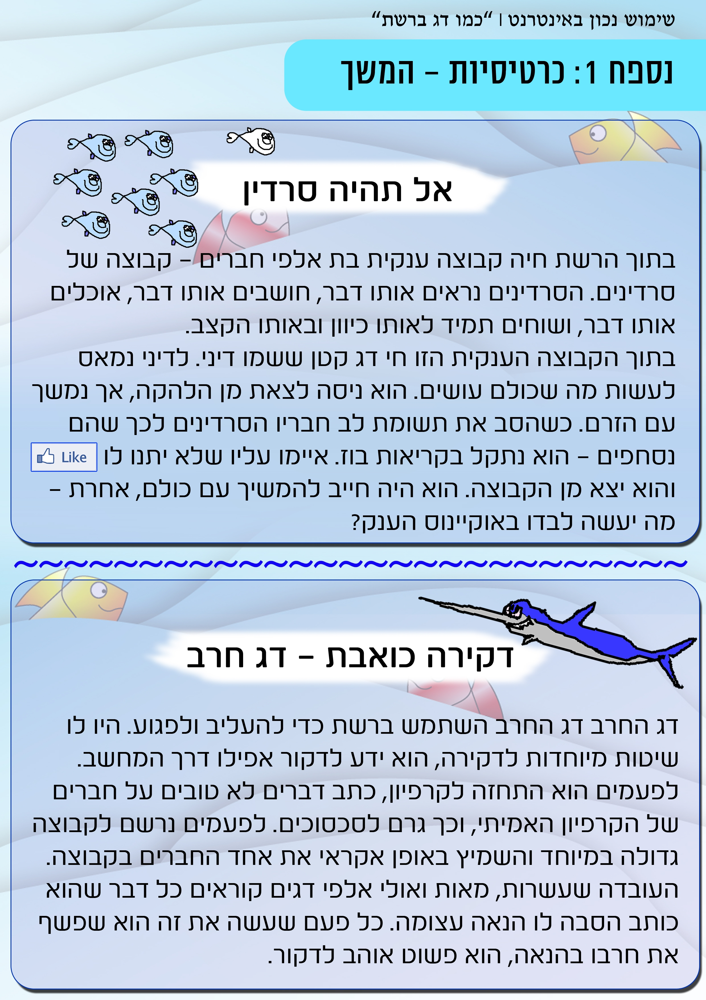 שימוש נכון באינטרנט | “כמו דג ברשת“
נספח 1: כרטיסיות – המשך
אל תהיה סרדין
בתוך הרשת חיה קבוצה ענקית בת אלפי חברים – קבוצה של
סרדינים. הסרדינים נראים אותו דבר, חושבים אותו דבר, אוכלים
אותו דבר, ושוחים תמיד לאותו כיוון ובאותו הקצב.
בתוך הקבוצה הענקית הזו חי דג קטן ששמו דיני. לדיני נמאס
לעשות מה שכולם עושים. הוא ניסה לצאת מן הלהקה, אך נמשך
עם הזרם. כשהסב את תשומת לב חבריו הסרדינים לכך שהם
נסחפים – הוא נתקל בקריאות בוז. איימו עליו שלא יתנו לו Like
והוא יצא מן הקבוצה. הוא היה חייב להמשיך עם כולם, אחרת –
מה יעשה לבדו באוקיינוס הענק?
~~~~~~~~~~~~~~~~~~~~~~~~~~~
דקירה כואבת – דג חרב
דג החרב דג החרב השתמש ברשת כדי להעליב ולפגוע. היו לו
שיטות מיוחדות לדקירה, הוא ידע לדקור אפילו דרך המחשב.
לפעמים הוא התחזה לקרפיון, כתב דברים לא טובים על חברים
של הקרפיון האמיתי, וכך גרם לסכסוכים. לפעמים נרשם לקבוצה
גדולה במיוחד והשמיץ באופן אקראי את אחד החברים בקבוצה.
העובדה שעשרות, מאות ואולי אלפי דגים קוראים כל דבר שהוא
כותב הסבה לו הנאה עצומה. כל פעם שעשה את זה הוא שפשף
את חרבו בהנאה, הוא פשוט אוהב לדקור.